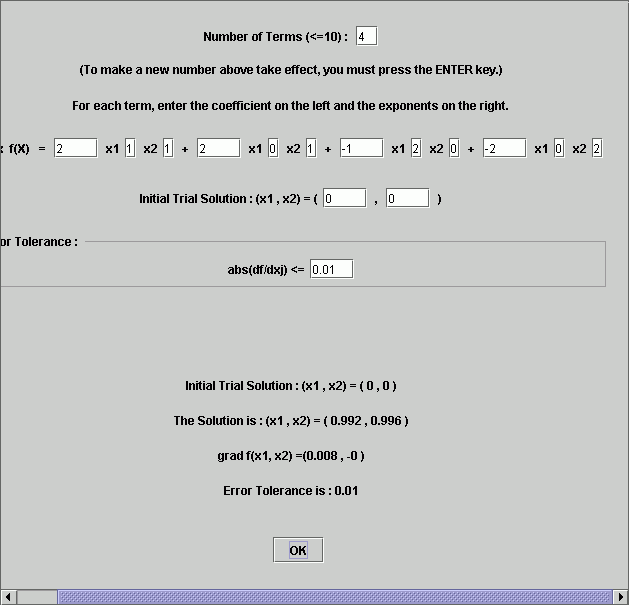 Number of Terms (<=10) : 4
(To make a new number above take effect, you must press the ENTER key.)
For each term, enter the coefficient on the left and the exponents on the right.
: f(X) = 2 x1 1 x2 1 + 2 x1 0 x2 1 + -1 x1 2 x2 0 + -2 x1 0 x2 2
Initial Trial Solution : (x1 , x2) = ( 0 , 0 )
or Tolerance :
abs(df/dxj) <= 0.01
Initial Trial Solution : (x1 , x2) = ( 0 , 0 )
The Solution is : (x1 , x2) = ( 0.992 , 0.996 )
grad f(x1, x2) =(0.008 , -0 )
Error Tolerance is : 0.01
OK